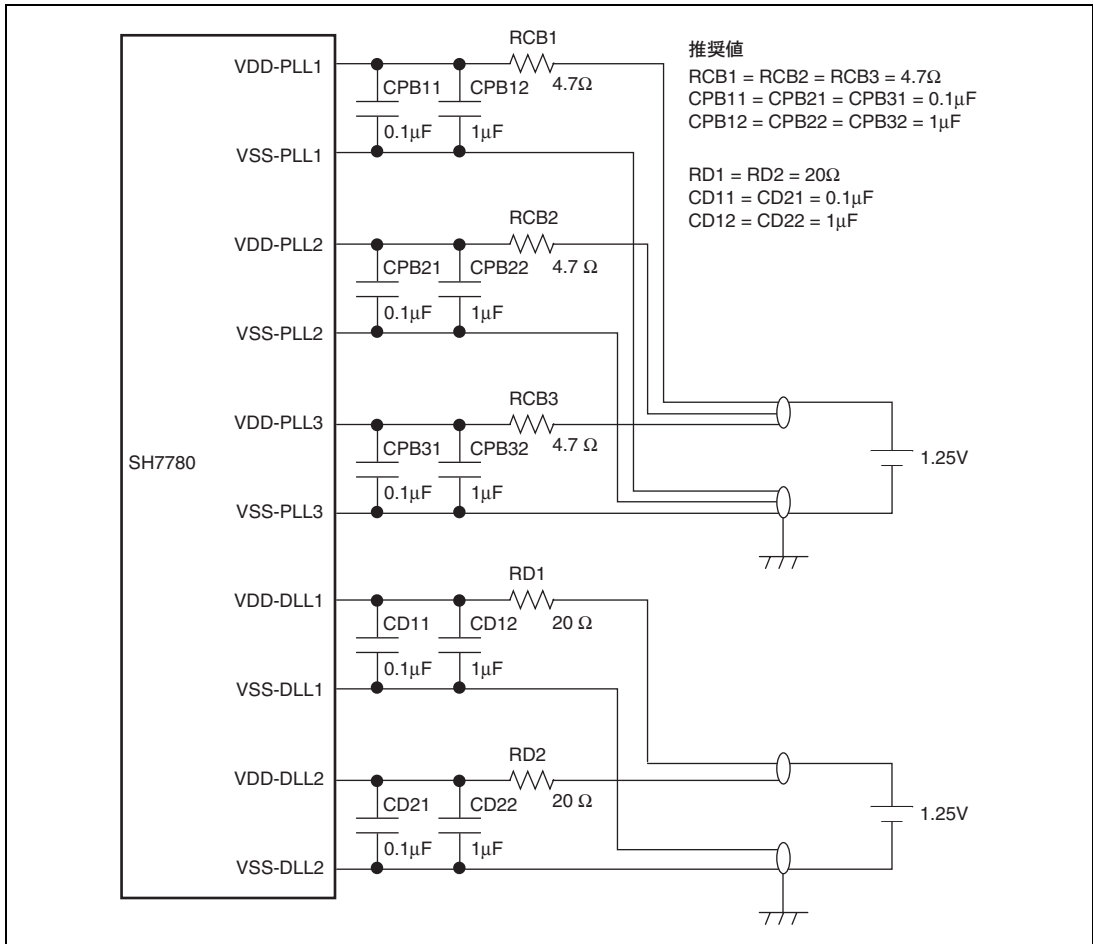 RCB1
VDD-PLL1
CPB11
CPB12
4.7Ω
0.1μF
1μF
VSS-PLL1
推奨値
RCB1 = RCB2 = RCB3 = 4.7Ω
CPB11 = CPB21 = CPB31 = 0.1μF
CPB12 = CPB22 = CPB32 = 1μF
RD1 = RD2 = 20Ω
CD11 = CD21 = 0.1μF
CD12 = CD22 = 1μF
RCB2
VDD-PLL2
CPB21
CPB22
4.7 Ω
0.1μF
1μF
VSS-PLL2
RCB3
VDD-PLL3
CPB31
CPB32
4.7 Ω
SH7780
0.1μF
1μF
VSS-PLL3
1.25V
RD1
VDD-DLL1
CD11
CD12
20 Ω
0.1μF
1μF
VSS-DLL1
RD2
VDD-DLL2
CD21
CD22
20 Ω
0.1μF
1μF
VSS-DLL2
1.25V